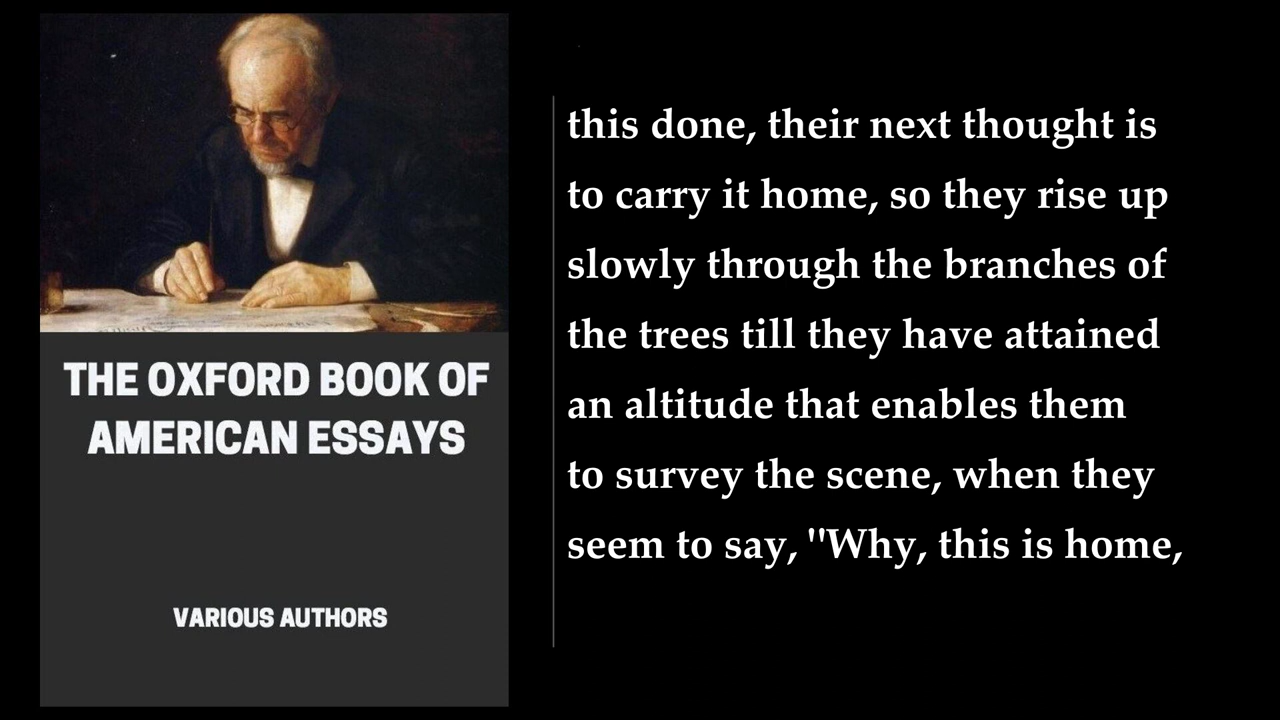 THE OXFORD BOOK OF
AMERICAN ESSAYS
VARIOUS AUTHORS
this done, their next thought is
to carry it home, so they rise up
slowly through the branches of
the trees till they have attained
an altitude that enables them
to survey the scene, when they
seem to say, "Why, this is home,